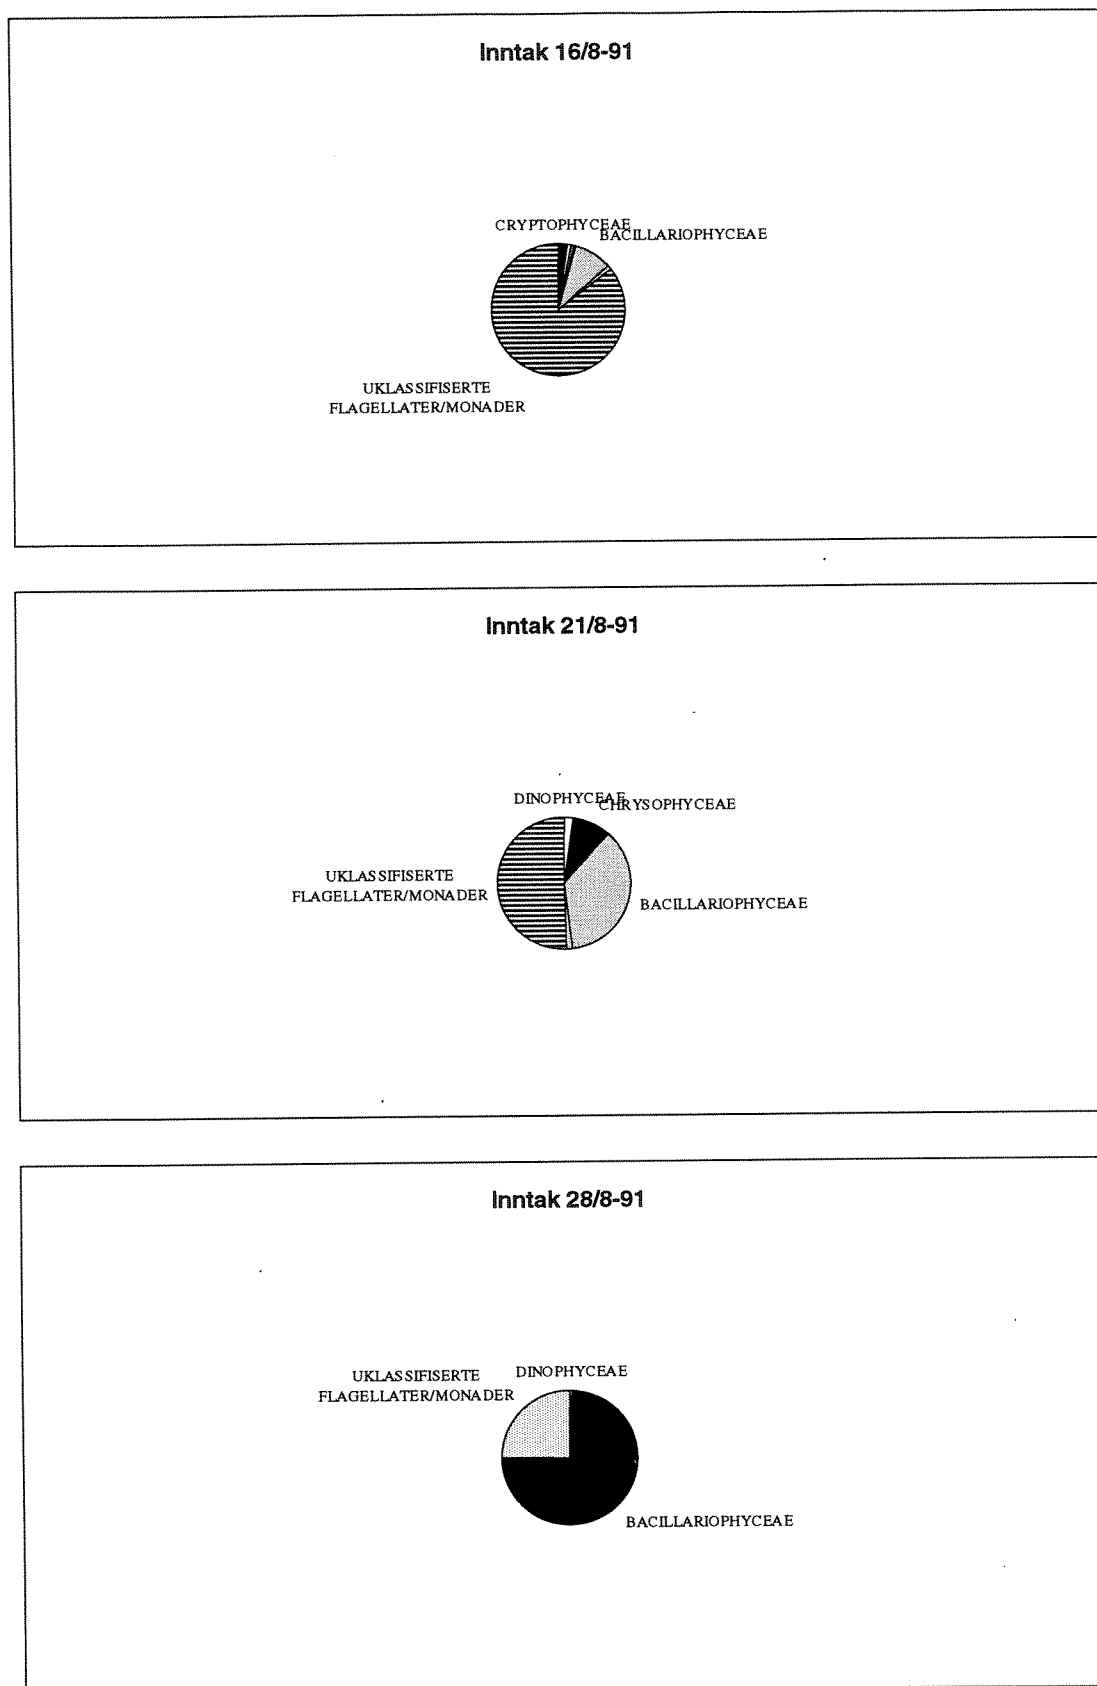 Inntak 16/8-91
CRYPTOPHYCEAE
BACILLARIOPHYCEAE
UKLASSIFISERTE
FLAGELLATER/MONADER
Inntak 21/8-91
DINOPHYCEAE
CHRYSOPHYCEAE
UKLASSIFISERTE
FLAGELLATER/MONADER
BACILLARIOPHYCEAE
Inntak 28/8-91
UKLASSIFISERTE
FLAGELLATER/MONADER
DINOPHYCEAE
BACILLARIOPHYCEAE